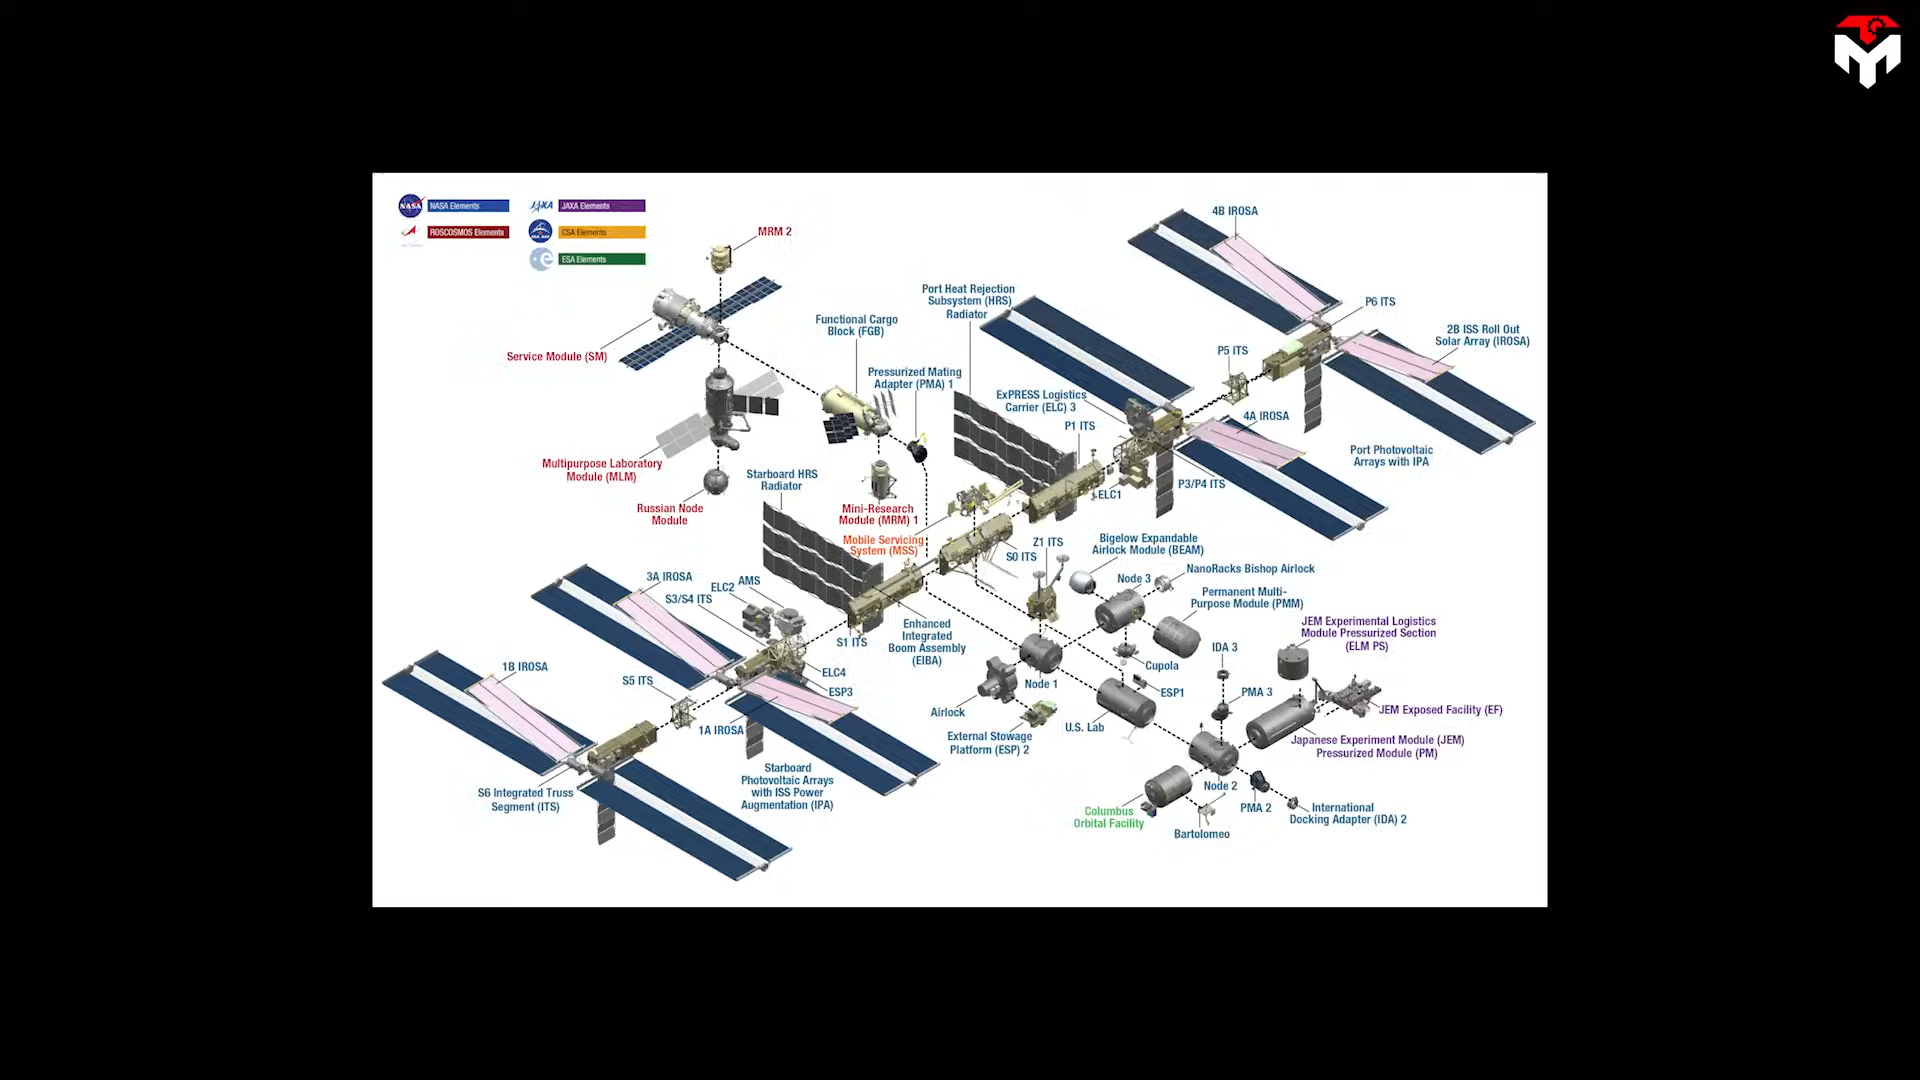 NASA
NASA Elements
JAXA
JAXA Elements
ROSCOSMOS Elements
CSA Elements
ESA Elements
MRM 2
4B IROSA
Port Heat Rejection
Subsystem (HRS)
Radiator
P6 ITS
Functional Cargo
Block (FGB)
2B ISS Roll Out
Solar Array (IROSA)
Service Module (SM)
P5 ITS
Pressurized Mating
Adapter (PMA) 1
ExPRESS Logistics
Carrier (ELC) 3
4A IROSA
P1 ITS
Port Photovoltaic
Arrays with IPA
Multipurpose Laboratory
Module (MLM)
Starboard HRS
Radiator
P3/P4 ITS
ELC1
Russian Node
Module
Mini-Research
Module (MRM) 1
Mobile Servicing
System (MSS)
Z1 ITS
S0 ITS
Bigelow Expandable
Airlock Module (BEAM)
NanoRacks Bishop Airlock
Node 3
3A IROSA
AMS
ELC2
S3/S4 ITS
Permanent Multi-
Purpose Module (PMM)
JEM Experimental Logistics
Module Pressurized Section
(ELM PS)
Enhanced
Integrated
Boom Assembly
(EIBA)
S1 ITS
IDA 3
Cupola
1B IROSA
ELC4
S5 ITS
Node 1
ESP3
ESP1
PMA 3
JEM Exposed Facility (EF)
Airlock
U.S. Lab
1A IROSA
External Stowage
Platform (ESP) 2
Japanese Experiment Module (JEM)
Pressurized Module (PM)
Starboard
Photovoltaic Arrays
with ISS Power
Augmentation (IPA)
S6 Integrated Truss
Segment (ITS)
Node 2
PMA 2
International
Docking Adapter (IDA) 2
Columbus
Orbital Facility
Bartolomeo